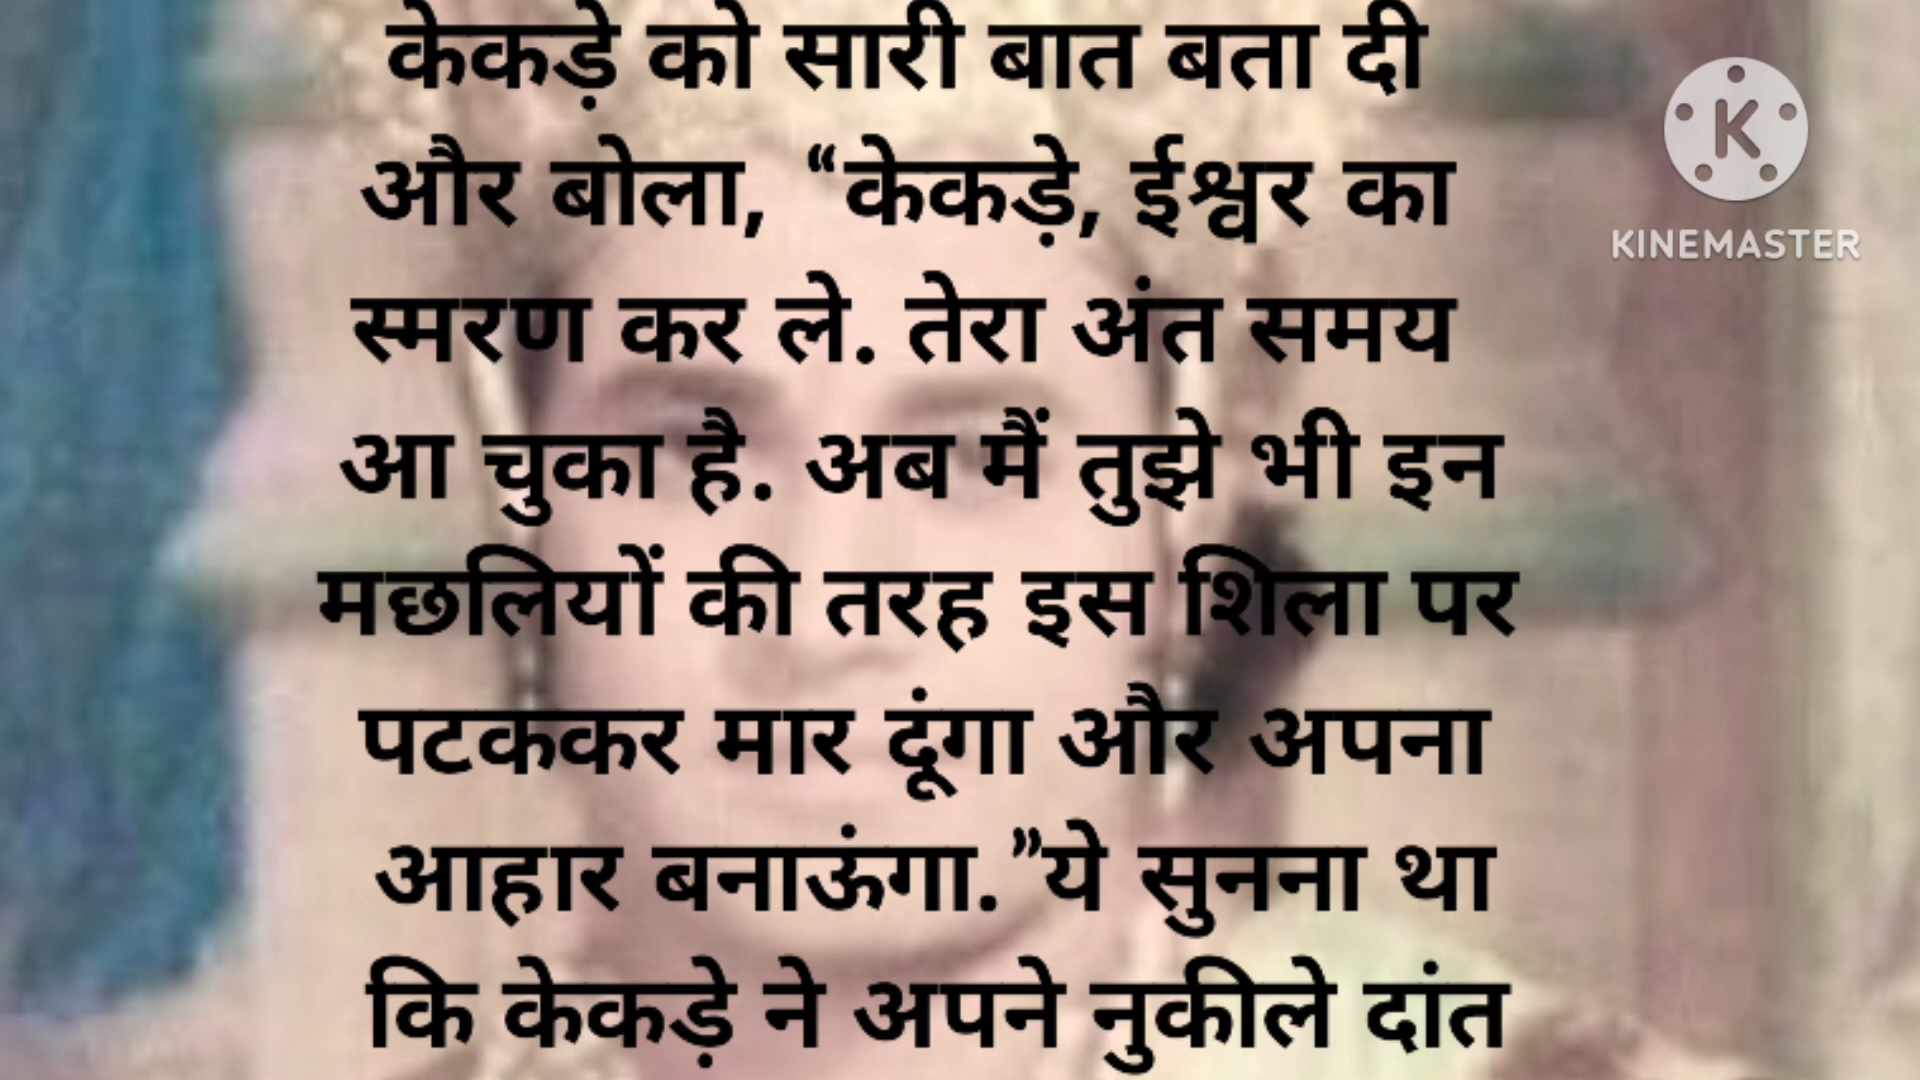 केकड़े को सारी बात बता दी
और बोला, “केकड़े, ईश्वर का
स्मरण कर ले. तेरा अंत समय
आ चुका है. अब मैं तुझे भी इन
मछलियों की तरह इस शिला पर
पटककर मार दूंगा और अपना
आहार बनाऊंगा.”ये सुनना था
कि केकड़े ने अपने नुकीले दांत
K
KINEMASTER